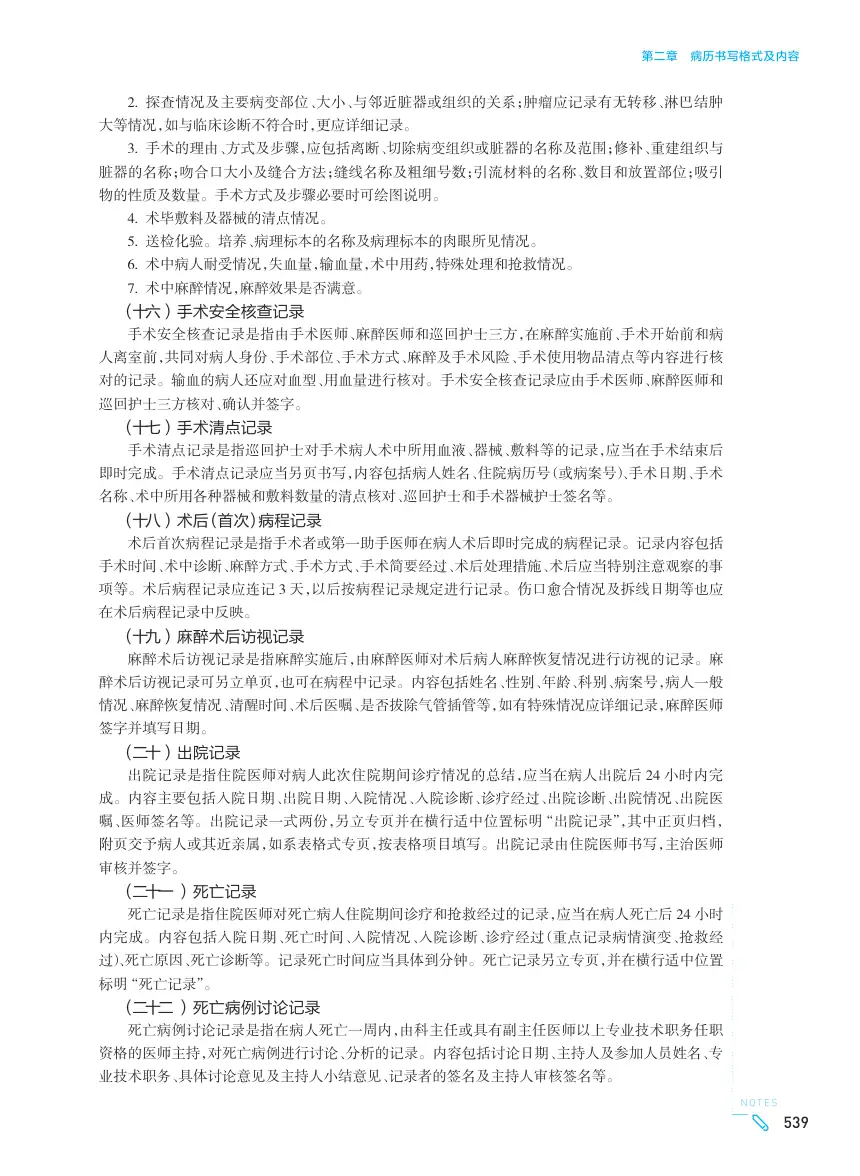 第二章 病历书写格式及内容
2. 探查情况及主要病变部位、大小、与邻近脏器或组织的关系;肿瘤应记录有无转移、淋巴结肿
大等情况,如与临床诊断不符合时,更应详细记录。
3. 手术的理由、方式及步骤,应包括离断、切除病变组织或脏器的名称及范围;修补、重建组织与
脏器的名称;吻合口大小及缝合方法;缝线名称及粗细号数;引流材料的名称、数目和放置部位;吸引
物的性质及数量。手术方式及步骤必要时可绘图说明。
4. 术毕敷料及器械的清点情况。
5. 送检化验。培养、病理标本的名称及病理标本的肉眼所见情况。
6. 术中病人耐受情况,失血量,输血量,术中用药,特殊处理和抢救情况。
7. 术中麻醉情况,麻醉效果是否满意。
(十六)手术安全核查记录
手术安全核查记录是指由手术医师、麻醉医师和巡回护士三方,在麻醉实施前、手术开始前和病
人离室前,共同对病人身份、手术部位、手术方式、麻醉及手术风险、手术使用物品清点等内容进行核
对的记录。输血的病人还应对血型、用血量进行核对。手术安全核查记录应由手术医师、麻醉医师和
巡回护士三方核对、确认并签字。
(十七)手术清点记录
手术清点记录是指巡回护士对手术病人术中所用血液、器械、敷料等的记录,应当在手术结束后
即时完成。手术清点记录应当另页书写,内容包括病人姓名、住院病历号(或病案号)、手术日期、手术
名称、术中所用各种器械和敷料数量的清点核对、巡回护士和手术器械护士签名等。
(十八)术后(首次)病程记录
术后首次病程记录是指手术者或第一助手医师在病人术后即时完成的病程记录。记录内容包括
手术时间、术中诊断、麻醉方式、手术方式、手术简要经过、术后处理措施、术后应当特别注意观察的事
项等。术后病程记录应连记 3 天,以后按病程记录规定进行记录。伤口愈合情况及拆线日期等也应
在术后病程记录中反映。
(十九)麻醉术后访视记录
麻醉术后访视记录是指麻醉实施后,由麻醉医师对术后病人麻醉恢复情况进行访视的记录。麻
醉术后访视记录可另立单页,也可在病程中记录。内容包括姓名、性别、年龄、科别、病案号,病人一般
情况、麻醉恢复情况、清醒时间、术后医嘱、是否拔除气管插管等,如有特殊情况应详细记录,麻醉医师
签字并填写日期。
(二十)出院记录
出院记录是指住院医师对病人此次住院期间诊疗情况的总结,应当在病人出院后 24 小时内完
成。内容主要包括入院日期、出院日期、入院情况、入院诊断、诊疗经过、出院诊断、出院情况、出院医
嘱、医师签名等。出院记录一式两份,另立专页并在横行适中位置标明“出院记录”,其中正页归档,
附页交予病人或其近亲属,如系表格式专页,按表格项目填写。出院记录由住院医师书写,主治医师
审核并签字。
(二十一)死亡记录
死亡记录是指住院医师对死亡病人住院期间诊疗和抢救经过的记录,应当在病人死亡后 24 小时
内完成。内容包括入院日期、死亡时间、入院情况、入院诊断、诊疗经过(重点记录病情演变、抢救经
过)、死亡原因、死亡诊断等。记录死亡时间应当具体到分钟。死亡记录另立专页,并在横行适中位置
标明“死亡记录”。
(二十二)死亡病例讨论记录
死亡病例讨论记录是指在病人死亡一周内,由科主任或具有副主任医师以上专业技术职务任职
资格的医师主持,对死亡病例进行讨论、分析的记录。内容包括讨论日期、主持人及参加人员姓名、专
业技术职务、具体讨论意见及主持人小结意见、记录者的签名及主持人审核签名等。
NOTES
539